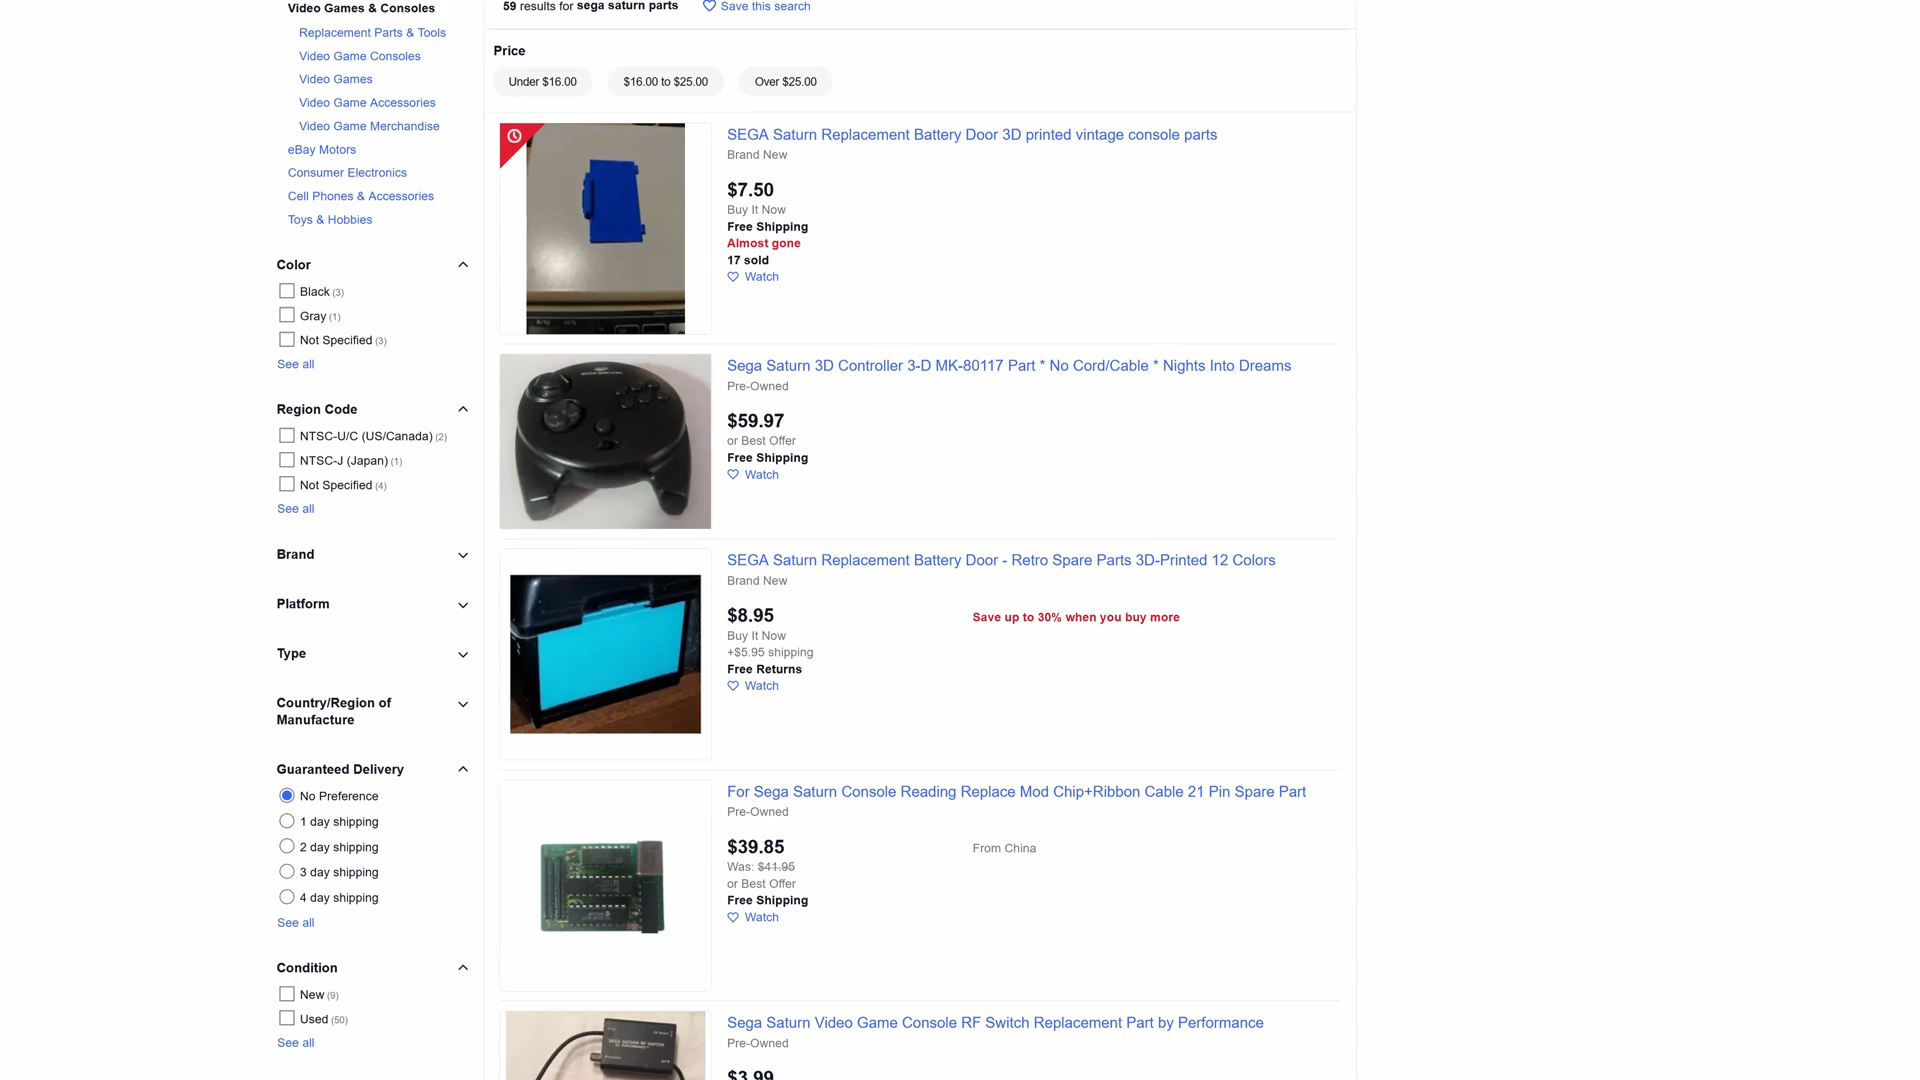 Video Games & Consoles
Replacement Parts & Tools
Video Game Consoles
Video Games
Video Game Accessories
Video Game Merchandise
eBay Motors
Consumer Electronics
Cell Phones & Accessories
Toys & Hobbies
Color
Black (3)
Gray (1)
Not Specified (3)
See all
Region Code
NTSC-U/C (US/Canada) (2)
NTSC-J (Japan) (1)
Not Specified (4)
See all
Brand
Platform
Type
Country/Region of
Manufacture
Guaranteed Delivery
No Preference
1 day shipping
2 day shipping
3 day shipping
4 day shipping
See all
Condition
New (9)
Used (50)
See all
59 results for sega saturn parts
Save this search
Price
Under $16.00
$16.00 to $25.00
Over $25.00
SEGA Saturn Replacement Battery Door 3D printed vintage console parts
Brand New
$7.50
Buy It Now
Free Shipping
Almost gone
17 sold
Watch
Sega Saturn 3D Controller 3-D MK-80117 Part * No Cord/Cable * Nights Into Dreams
Pre-Owned
$59.97
or Best Offer
Free Shipping
Watch
SEGA Saturn Replacement Battery Door - Retro Spare Parts 3D-Printed 12 Colors
Brand New
$8.95
Save up to 30% when you buy more
Buy It Now
+$5.95 shipping
Free Returns
Watch
For Sega Saturn Console Reading Replace Mod Chip+Ribbon Cable 21 Pin Spare Part
Pre-Owned
$39.85
From China
Was: $41.95
or Best Offer
Free Shipping
Watch
SEGA SATURN RF SWITCH
Sega Saturn Video Game Console RF Switch Replacement Part by Performance
Pre-Owned
$3.99